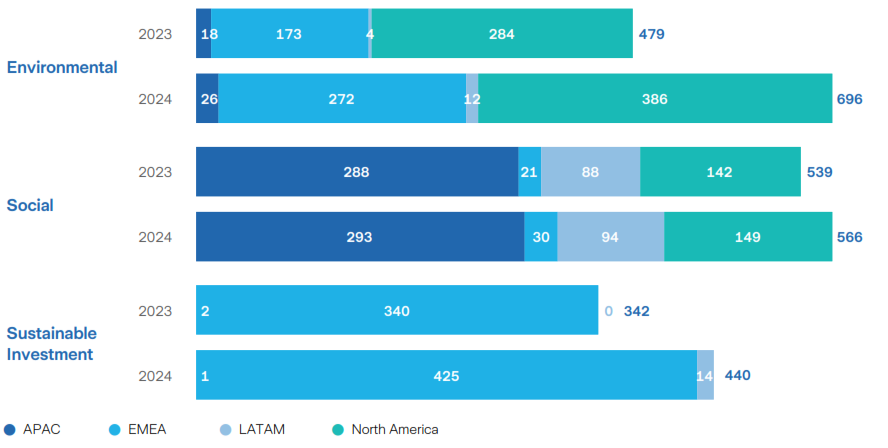 2023 18 173 4 284 479
Environmental
2024 26 272 12 386 696
2023 288 21 88 142 539
Social
2024 293 30 94 149 566
2023 2 340 0 342
Sustainable
Investment
2024 1 425 14 440
APAC EMEA LATAM North America